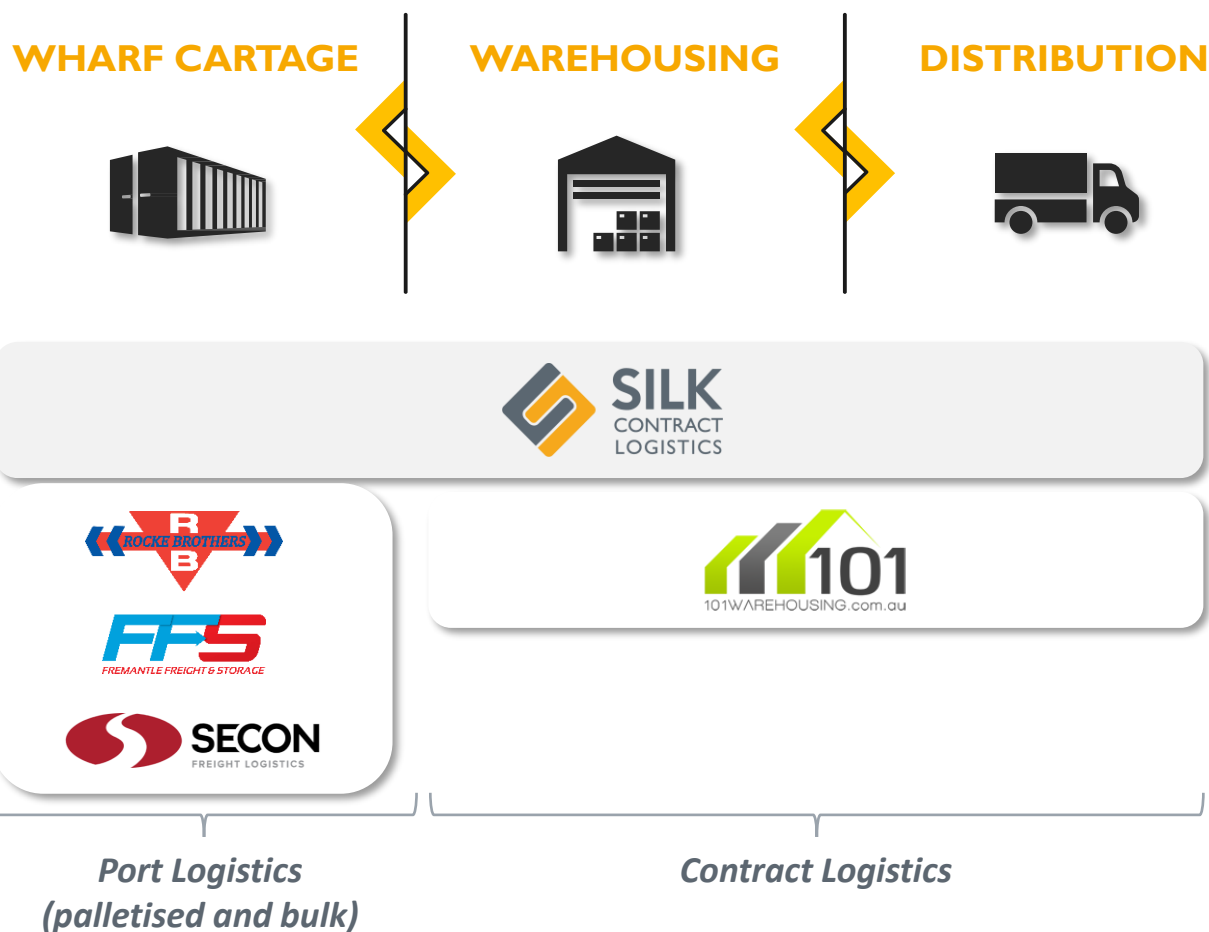 WHARF CARTAGE
WAREHOUSING
DISTRIBUTION
SILK
CONTRACT
LOGISTICS
R
ROCKE BROTHERS
B
FFS
FREMANTLE FREIGHT & STORAGE
SECON
FREIGHT LOGISTICS
101
101WAREHOUSING.com.au
Port Logistics
(palletised and bulk)
Contract Logistics